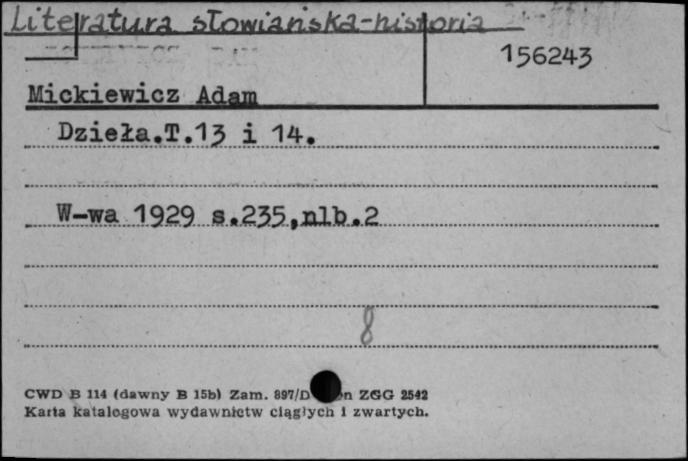 Literatura słowiańska-historia
156243
Mickiewicz Adam
Dzieła.T.13 i 14.
W-wa 1929 s.235,nlb.2
8
CWD B 114 (dawny B 15b) Zam. 897/D n ZGG 2542
Karta katalogowa wydawnictw ciągłych i zwartych.